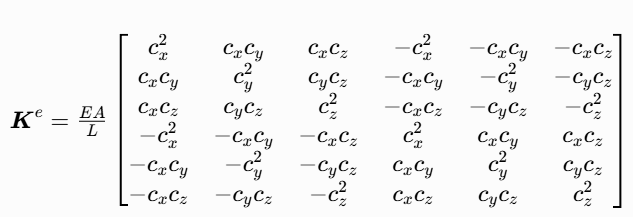 c_x^2 c_xc_y c_xc_z −c_x^2 −c_xc_y −c_xc_z
c_xc_y c_y^2 c_yc_z −c_xc_y −c_y^2 −c_yc_z
c_xc_z c_yc_z c_z^2 −c_xc_z −c_yc_z −c_z^2
K^e = EA/L
−c_x^2 −c_xc_y −c_xc_z c_x^2 c_xc_y c_xc_z
−c_xc_y −c_y^2 −c_yc_z c_xc_y c_y^2 c_yc_z
−c_xc_z −c_yc_z −c_z^2 c_xc_z c_yc_z c_z^2